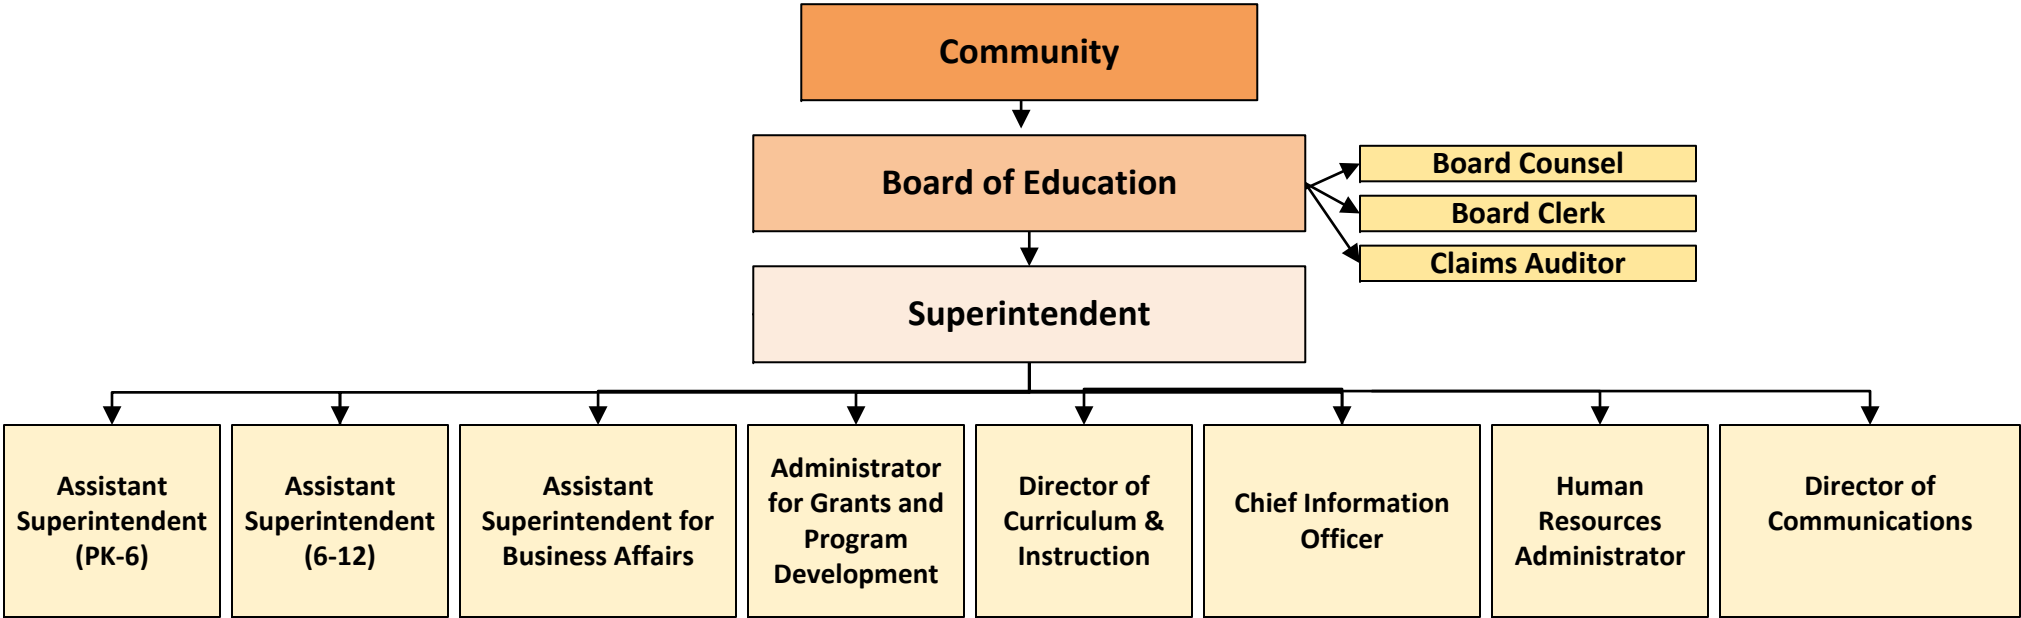 Community
Board of Education
Board Counsel
Board Clerk
Claims Auditor
Superintendent
Assistant
Superintendent
(PK-6)
Assistant
Superintendent
(6-12)
Assistant
Superintendent for
Business Affairs
Administrator
for Grants and
Program
Development
Director of
Curriculum &
Instruction
Chief Information
Officer
Human
Resources
Administrator
Director of
Communications